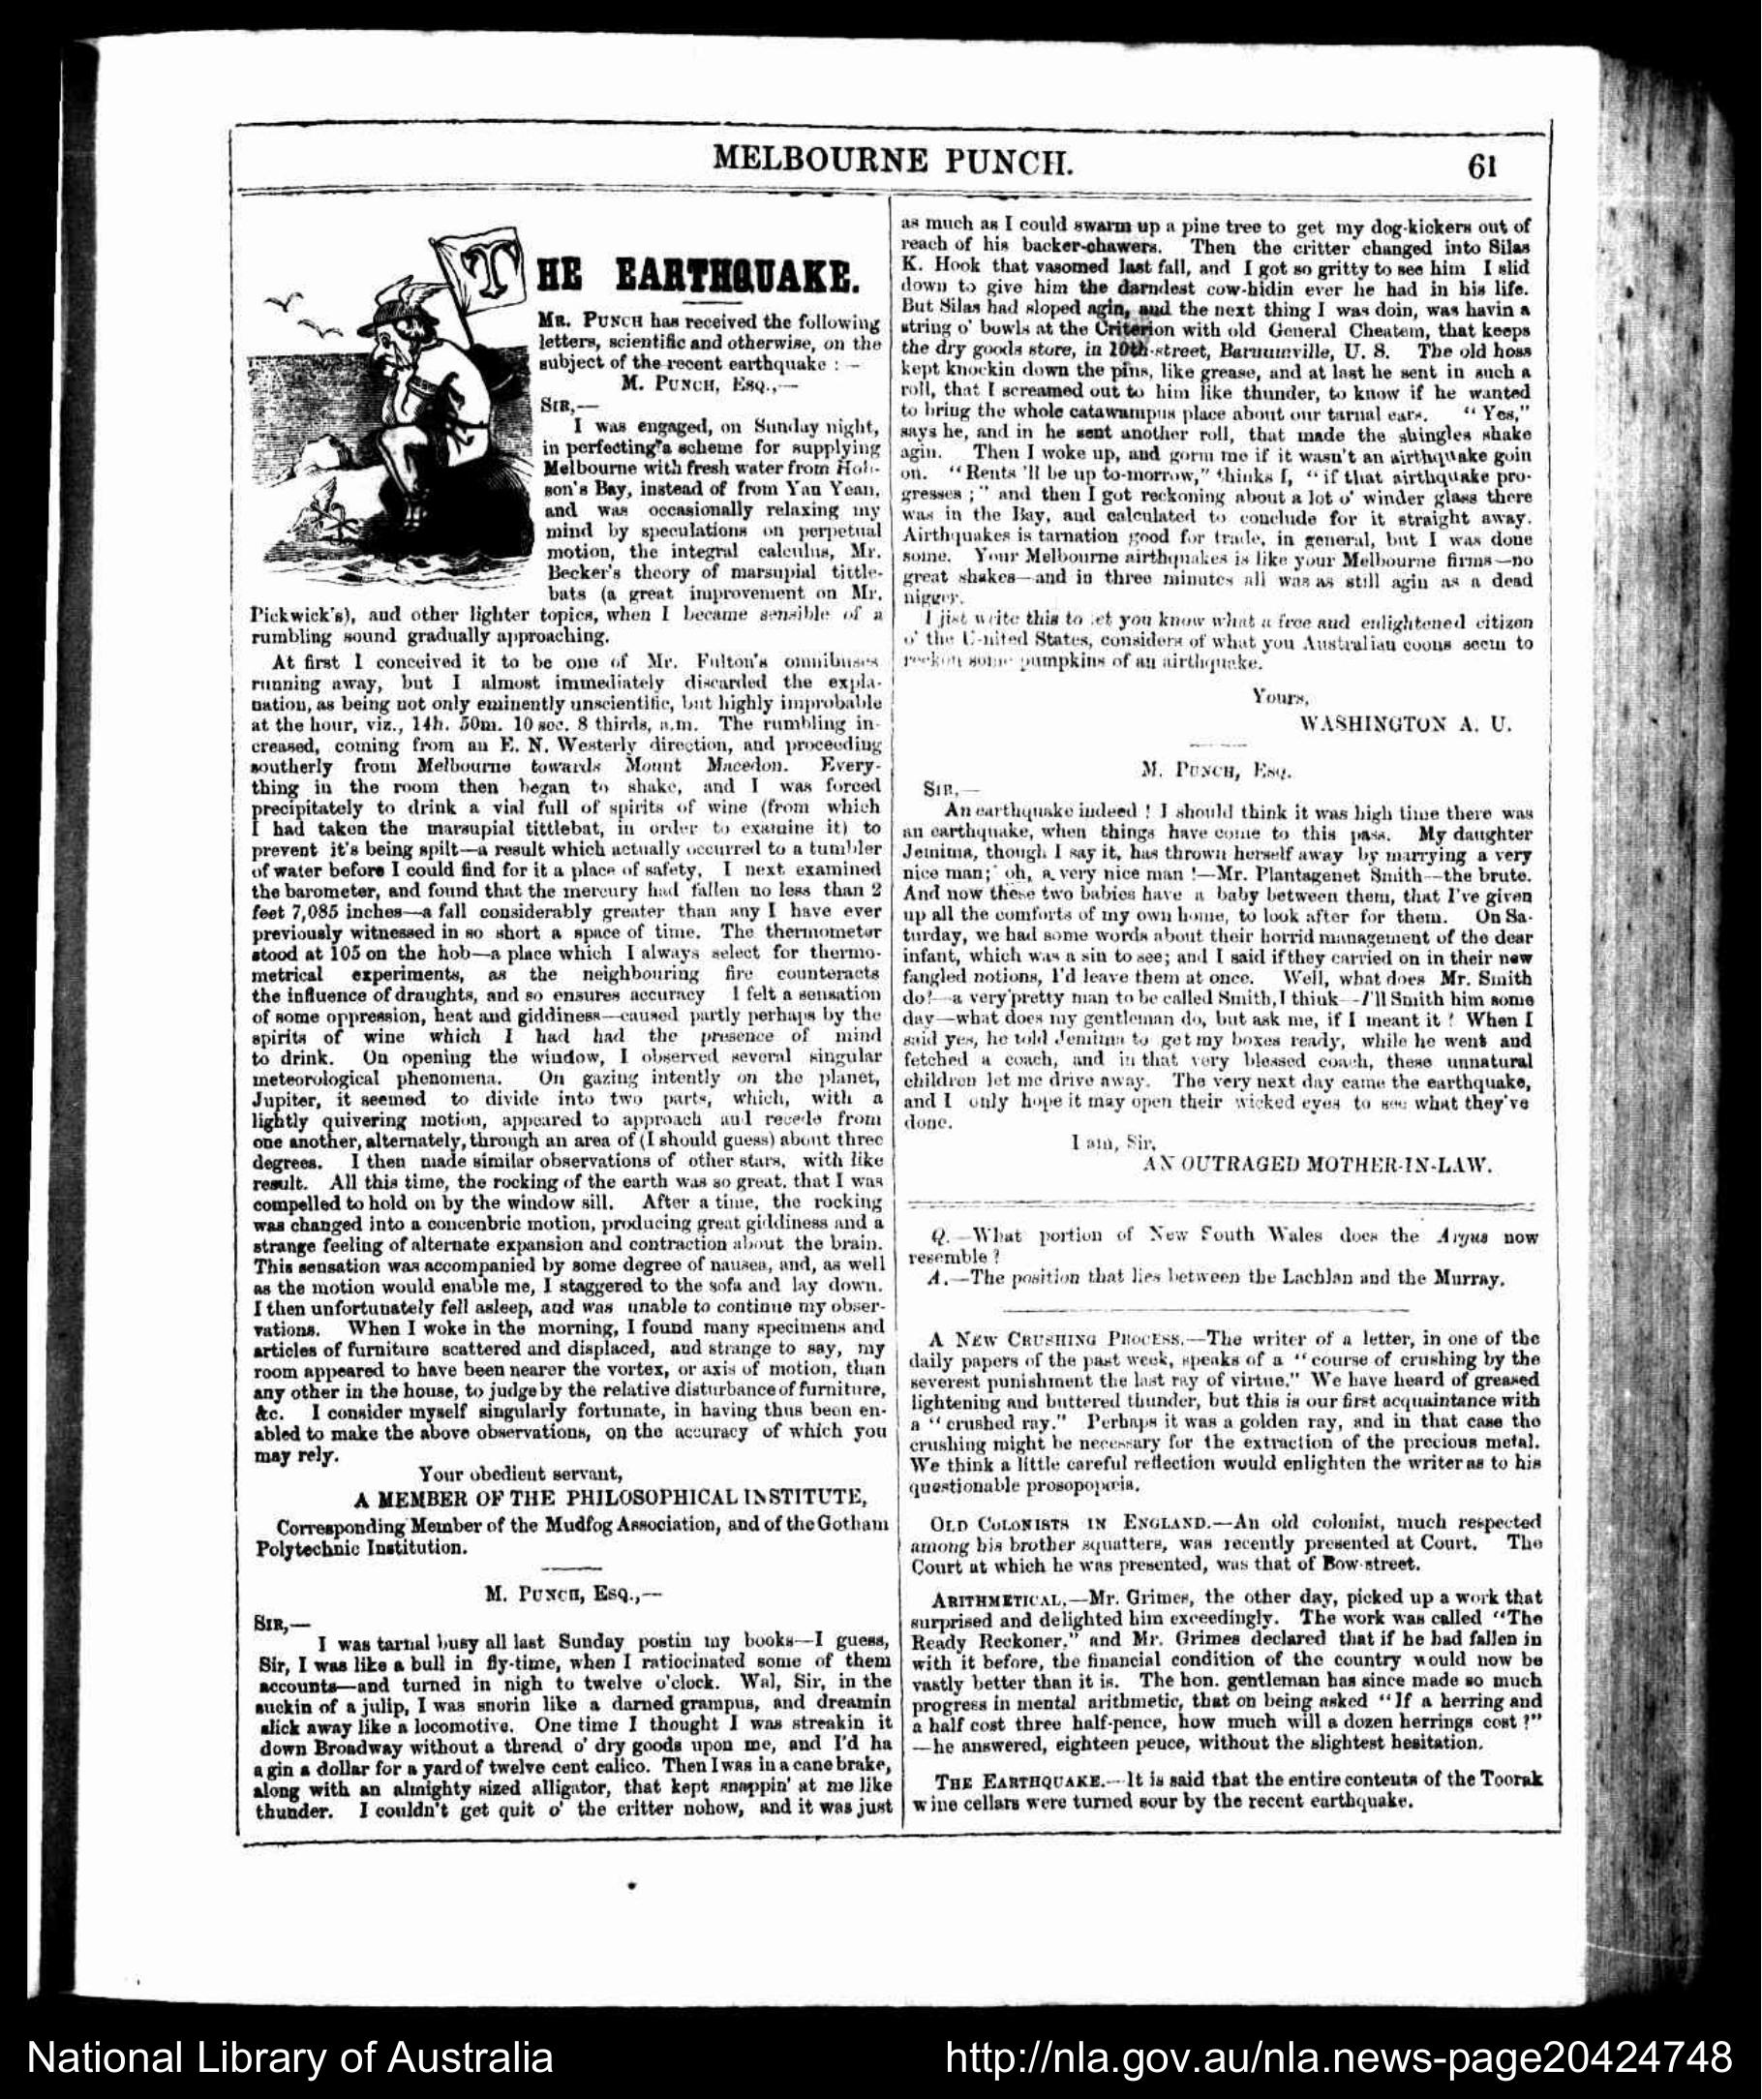 MELBOURNE PUNCH.
61
THE EARTHQUAKE.
MR. PUNCH has received the following
letters, scientific and otherwise, on the
subject of the recent earthquake : —
M. PUNCH, ESQ.,—
SIR,—
I was engaged, on Sunday night,
in perfecting a scheme for supplying
Melbourne with fresh water from Hob-
son's Bay, instead of from Yan Yean,
and was occasionally relaxing my
mind by speculations on perpetual
motion, the integral calculus, Mr.
Becker's theory of marsupial tittle-
bats (a great improvement on Mr.
Pickwick's), and other lighter topics, when I became sensible of a
rumbling sound gradually approaching.
At first I conceived it to be one of Mr. Fulton's omnibuses
running away, but I almost immediately discarded the expla-
nation, as being not only eminently unscientific, but highly improbable
at the hour, viz., 14h. 50m. 10 sec. 8 thirds, a.m. The rumbling in-
creased, coming from an E. N. Westerly direction, and proceeding
southerly from Melbourne towards Mount Macedon. Every-
thing in the room then began to shake, and I was forced
precipitately to drink a vial full of spirits of wine (from which
I had taken the marsupial tittlebat, in order to examine it) to
prevent it's being spilt—a result which actually occurred to a tumbler
of water before I could find for it a place of safety. I next examined
the barometer, and found that the mercury had fallen no less than 2
feet 7,085 inches—a fall considerably greater than any I have ever
previously witnessed in so short a space of time. The thermometer
stood at 105 on the hob—a place which I always select for thermo-
metrical experiments, as the neighbouring fire counteracts
the influence of draughts, and so ensures accuracy I felt a sensation
of some oppression, heat and giddiness—caused partly perhaps by the
spirits of wine which I had had the presence of mind
to drink. On opening the window, I observed several singular
meteorological phenomena. On gazing intently on the planet,
Jupiter, it seemed to divide into two parts, which, with a
lightly quivering motion, appeared to approach and recede from
one another, alternately, through an area of (I should guess) about three
degrees. I then made similar observations of other stars, with like
result. All this time, the rocking of the earth was so great, that I was
compelled to hold on by the window sill. After a time, the rocking
was changed into a concenbric motion, producing great giddiness and a
strange feeling of alternate expansion and contraction about the brain.
This sensation was accompanied by some degree of nausea, and, as well
as the motion would enable me, I staggered to the sofa and lay down.
I then unfortunately fell asleep, and was unable to continue my obser-
vations. When I woke in the morning, I found many specimens and
articles of furniture scattered and displaced, and strange to say, my
room appeared to have been nearer the vortex, or axis of motion, than
any other in the house, to judge by the relative disturbance of furniture,
&c. I consider myself singularly fortunate, in having thus been en-
abled to make the above observations, on the accuracy of which you
may rely.
Your obedient servant,
A MEMBER OF THE PHILOSOPHICAL INSTITUTE,
Corresponding Member of the Mudfog Association, and of the Gotham
Polytechnic Institution.
M. PUNCH, ESQ.,—
SIR,—
I was tarnal busy all last Sunday postin my books—I guess,
Sir, I was like a bull in fly-time, when I ratiocinated some of them
accounts—and turned in nigh to twelve o'clock. Wal, Sir, in the
suckin of a julip, I was snorin like a darned grampus, and dreamin
slick away like a locomotive. One time I thought I was streakin it
down Broadway without a thread o' dry goods upon me, and I'd ha
a gin a dollar for a yard of twelve cent calico. Then I was in a cane brake,
along with an almighty sized alligator, that kept snappin' at me like
thunder. I couldn't get quit o' the critter nohow, and it was just
as much as I could swarm up a pine tree to get my dog-kickers out of
reach of his backer-chawers. Then the critter changed into Silas
K. Hook that vasomed last fall, and I got so gritty to see him I slid
down to give him the darndest cow-hidin ever he had in his life.
But Silas had sloped agin, and the next thing I was doin, was havin a
string o' bowls at the Criterion with old General Cheatem, that keeps
the dry goods store, in 10th-street, Barnumville, U. S. The old hoss
kept knockin down the pins, like grease, and at last he sent in such a
roll, that I screamed out to him like thunder, to know if he wanted
to bring the whole catawampus place about our tarnal ears. "Yes,"
says he, and in he sent another roll, that made the shingles shake
agin. Then I woke up, and gorm me if it wasn't an airthquake goin
on. "Rents 'll be up to-morrow," thinks I, "if that airthquake pro-
gresses ;" and then I got reckoning about a lot o' winder glass there
was in the Bay, and calculated to conclude for it straight away.
Airthquakes is tarnation good for trade, in general, but I was done
some. Your Melbourne airthquakes is like your Melbourne firms—no
great shakes—and in three minutes all was as still agin as a dead
nigger.
I jist write this to let you know what a free and enlightened citizen
o' the U-nited States, considers of what you Australian coons seem to
reckon some pumpkins of an airthquake.
Yours,
WASHINGTON A. U.
M. PUNCH, ESQ.
SIR,—
An earthquake indeed ! I should think it was high time there was
an earthquake, when things have come to this pass. My daughter
Jemima, though I say it, has thrown herself away by marrying a very
nice man; oh, a very nice man !—Mr. Plantagenet Smith—the brute.
And now these two babies have a baby between them, that I've given
up all the comforts of my own home, to look after for them. On Sa-
turday, we had some words about their horrid management of the dear
infant, which was a sin to see; and I said if they carried on in their new
fangled notions, I'd leave them at once. Well, what does Mr. Smith
do?—a very pretty man to be called Smith, I think—I'll Smith him some
day—what does my gentleman do, but ask me, if I meant it ? When I
said yes, he told Jemima to get my boxes ready, while he went and
fetched a coach, and in that very blessed coach, these unnatural
children let me drive away. The very next day came the earthquake,
and I only hope it may open their wicked eyes to see what they've
done.
I am, Sir,
AN OUTRAGED MOTHER-IN-LAW.
Q.—What portion of New South Wales does the Argus now
resemble ?
A.—The position that lies between the Lachlan and the Murray.
A NEW CRUSHING PROCESS.—The writer of a letter, in one of the
daily papers of the past week, speaks of a "course of crushing by the
severest punishment the last ray of virtue." We have heard of greased
lightening and buttered thunder, but this is our first acquaintance with
a "crushed ray." Perhaps it was a golden ray, and in that case the
crushing might be necessary for the extraction of the precious metal.
We think a little careful reflection would enlighten the writer as to his
questionable prosopopœia.
OLD COLONISTS IN ENGLAND.—An old colonist, much respected
among his brother squatters, was recently presented at Court. The
Court at which he was presented, was that of Bow-street.
ARITHMETICAL,—Mr. Grimes, the other day, picked up a work that
surprised and delighted him exceedingly. The work was called "The
Ready Reckoner," and Mr. Grimes declared that if he had fallen in
with it before, the financial condition of the country would now be
vastly better than it is. The hon. gentleman has since made so much
progress in mental arithmetic, that on being asked "If a herring and
a half cost three half-pence, how much will a dozen herrings cost ?"
—he answered, eighteen pence, without the slightest hesitation.
THE EARTHQUAKE.—It is said that the entire contents of the Toorak
wine cellars were turned sour by the recent earthquake.
National Library of Australia
http://nla.gov.au/nla.news-page20424748